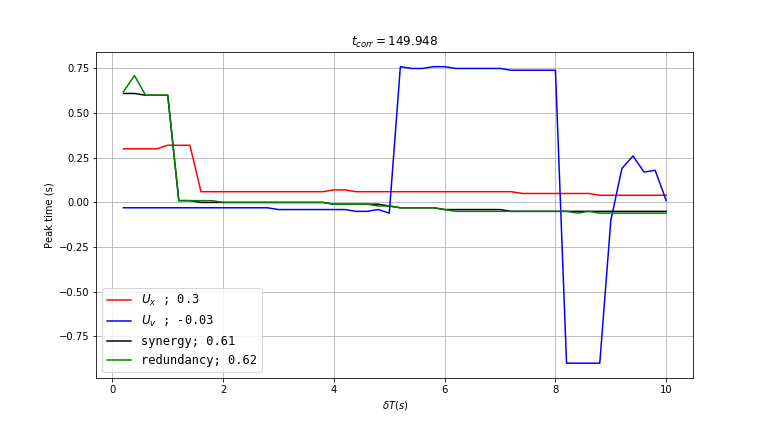 t_corr = 149.948
Peak time (s)
0.75
0.50
0.25
0.00
−0.25
−0.50
−0.75
U_x ; 0.3
U_v ; -0.03
synergy; 0.61
redundancy; 0.62
0 2 4 6 8 10
δT(s)